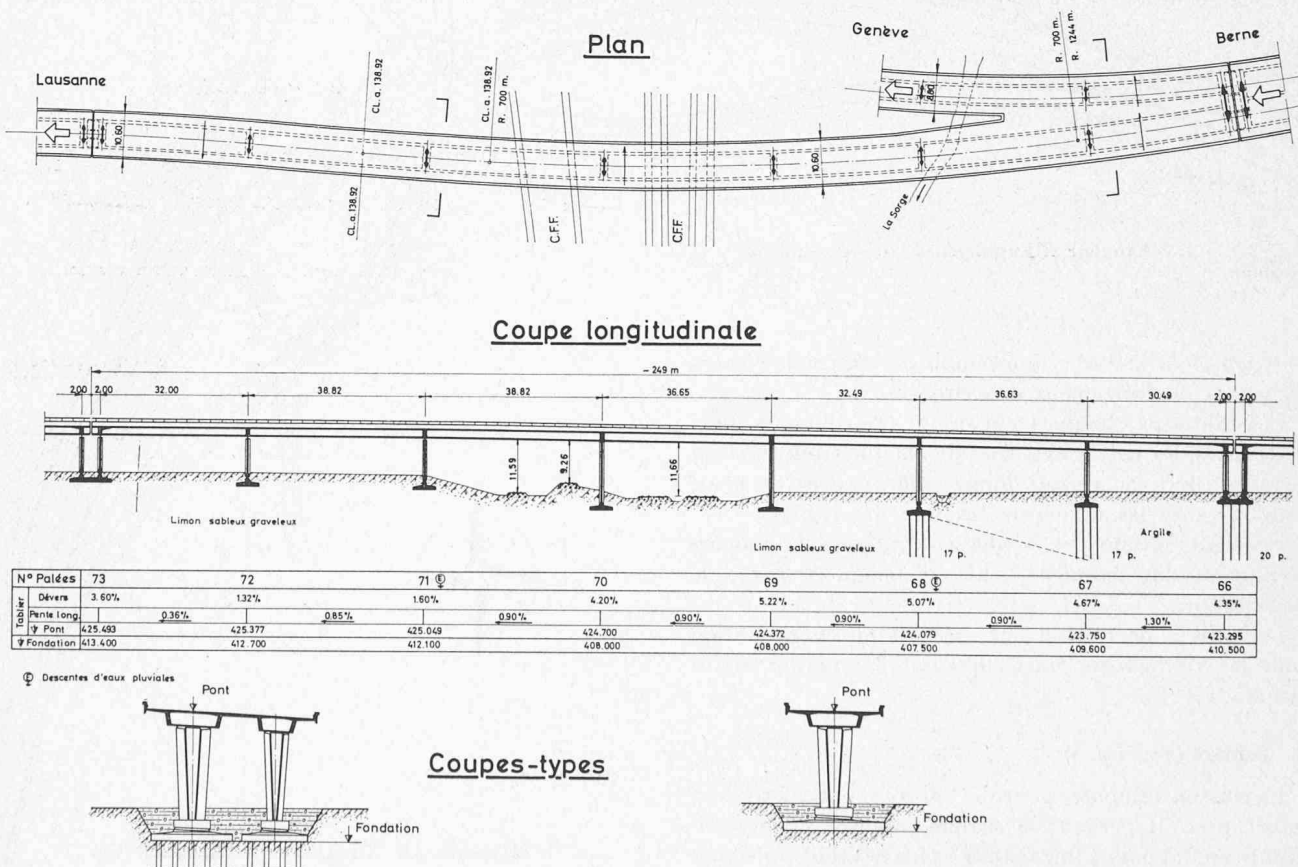 Plan
Genève
Berne
Lausanne
R. 700 m.
R. 1244 m.
CL. a. 138.92
CL. a. 138.92
R. 700 m.
8.80
10.60
10.60
CL. a. 138.92
C.F.F.
C.F.F.
La Sorge
Coupe longitudinale
~ 249 m
2.00 2.00 32.00 38.82 38.82 36.65 32.49 36.63 30.49 2.00 2.00
11.59 9.26 11.66
Limon sableux graveleux
Limon sableux graveleux
Argile
17 p. 17 p. 20 p.
N° Palées 73 72 71 70 69 68 67 66
Tablier
Dévers 3.60% 1.32% 1.60% 4.20% 5.22% 5.07% 4.67% 4.35%
Pente long. 0.36% 0.85% 0.90% 0.90% 0.90% 0.90% 1.30%
Pont 425.493 425.377 425.049 424.700 424.372 424.079 423.750 423.295
Fondation 413.400 412.700 412.100 408.000 408.000 407.500 409.600 410.500
Descentes d'eaux pluviales
Pont
Pont
Coupes-types
Fondation
Fondation